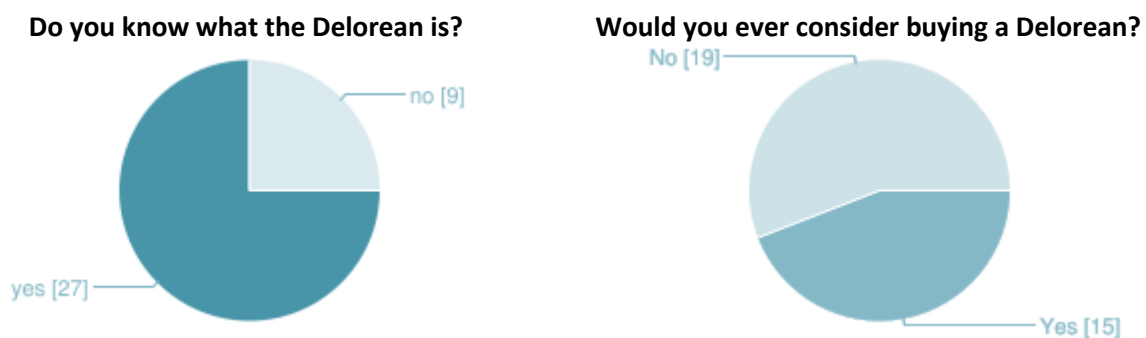 Do you know what the Delorean is?
no [9]
yes [27]
Would you ever consider buying a Delorean?
No [19]
Yes [15]